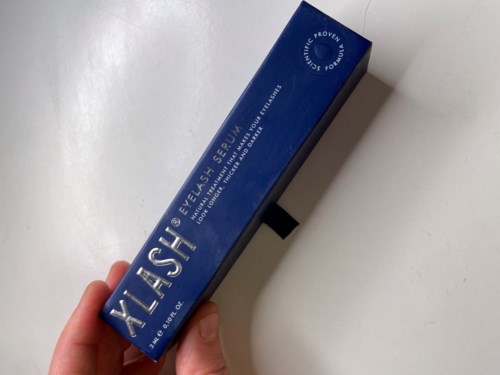 SCIENTIFIC PROVEN FORMULA
XLASH®
EYELASH SERUM
NATURAL TREATMENT THAT MAKES YOUR EYELASHES
LOOK LONGER, THICKER AND DARKER
3 ML ℮ 0.10 FL. OZ.